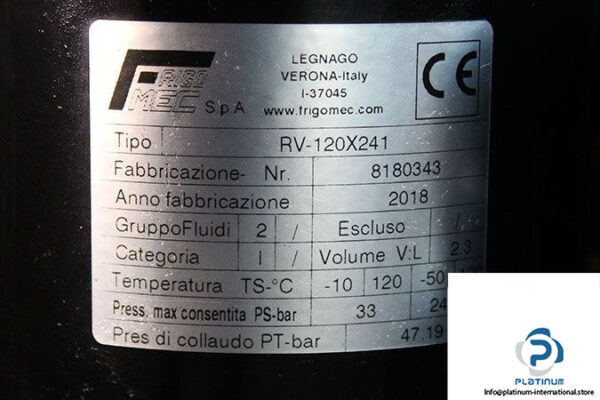 FRIGO
MEC S.p.A.
LEGNAGO
VERONA-Italy
I-37045
www.frigomec.com
CE
Tipo RV-120X241
Fabbricazione- Nr. 8180343
Anno fabbricazione 2018
GruppoFluidi 2 / Escluso /
Categoria I / Volume V:L 2.3
Temperatura TS-°C -10 120 -50
Press. max consentita PS-bar 33 24
Pres di collaudo PT-bar 47.19
PLATINUM
Info@platinum-international.store